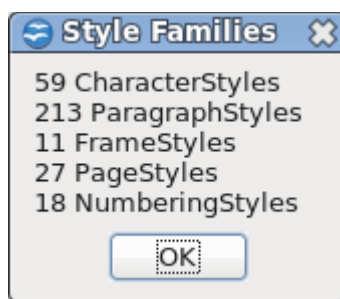 Style Families
59 CharacterStyles
213 ParagraphStyles
11 FrameStyles
27 PageStyles
18 NumberingStyles
OK